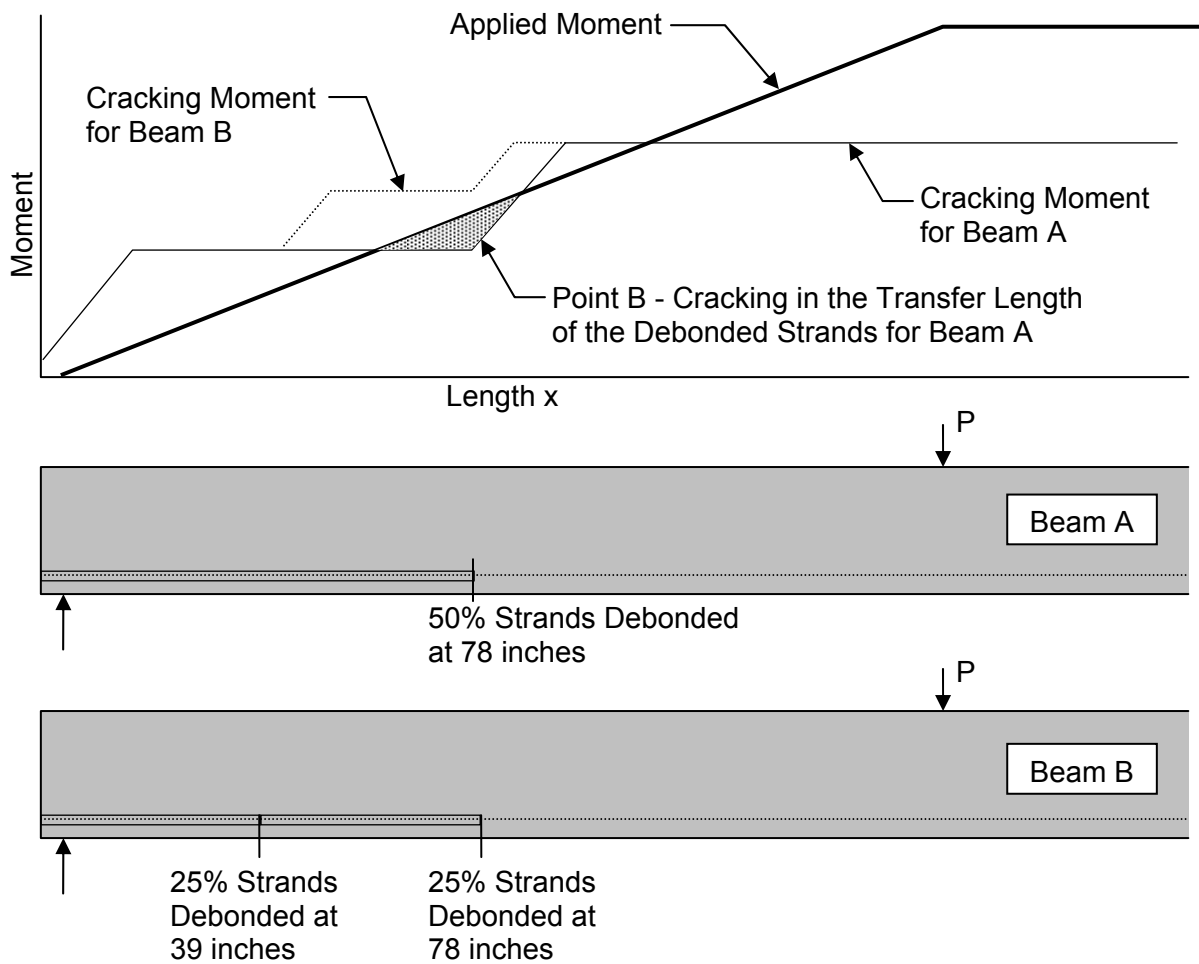 Applied Moment
Cracking Moment
for Beam B
Moment
Cracking Moment
for Beam A
Point B - Cracking in the Transfer Length
of the Debonded Strands for Beam A
Length x
P
Beam A
50% Strands Debonded
at 78 inches
P
Beam B
25% Strands
Debonded at
39 inches
25% Strands
Debonded at
78 inches